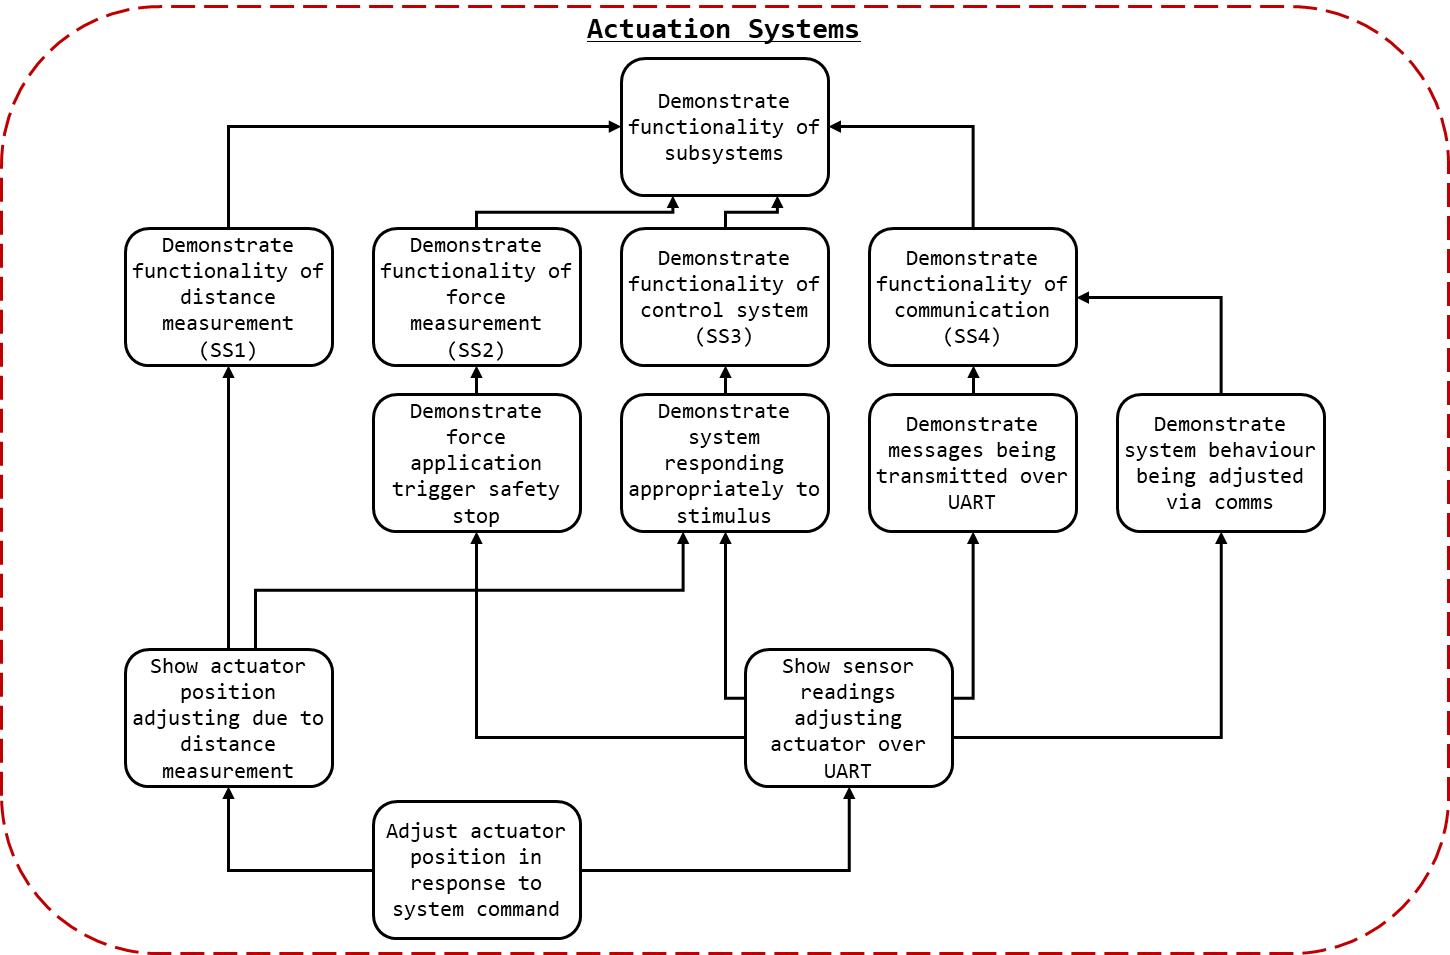 Actuation Systems
Demonstrate
functionality of
subsystems
Demonstrate
functionality of
distance
measurement
(SS1)
Demonstrate
functionality of
force
measurement
(SS2)
Demonstrate
functionality of
control system
(SS3)
Demonstrate
functionality of
communication
(SS4)
Demonstrate
force
application
trigger safety
stop
Demonstrate
system
responding
appropriately to
stimulus
Demonstrate
messages being
transmitted over
UART
Demonstrate
system behaviour
being adjusted
via comms
Show actuator
position
adjusting due to
distance
measurement
Show sensor
readings
adjusting
actuator over
UART
Adjust actuator
position in
response to
system command